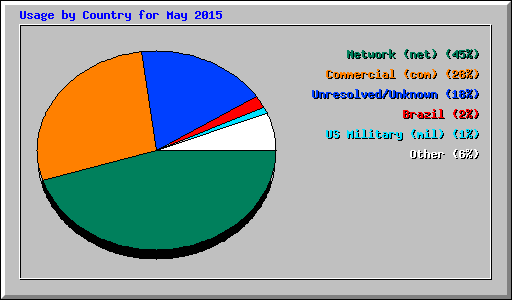 Usage by Country for May 2015
Network (net) (45%)
Commercial (com) (28%)
Unresolved/Unknown (18%)
Brazil (2%)
US Military (mil) (1%)
Other (6%)